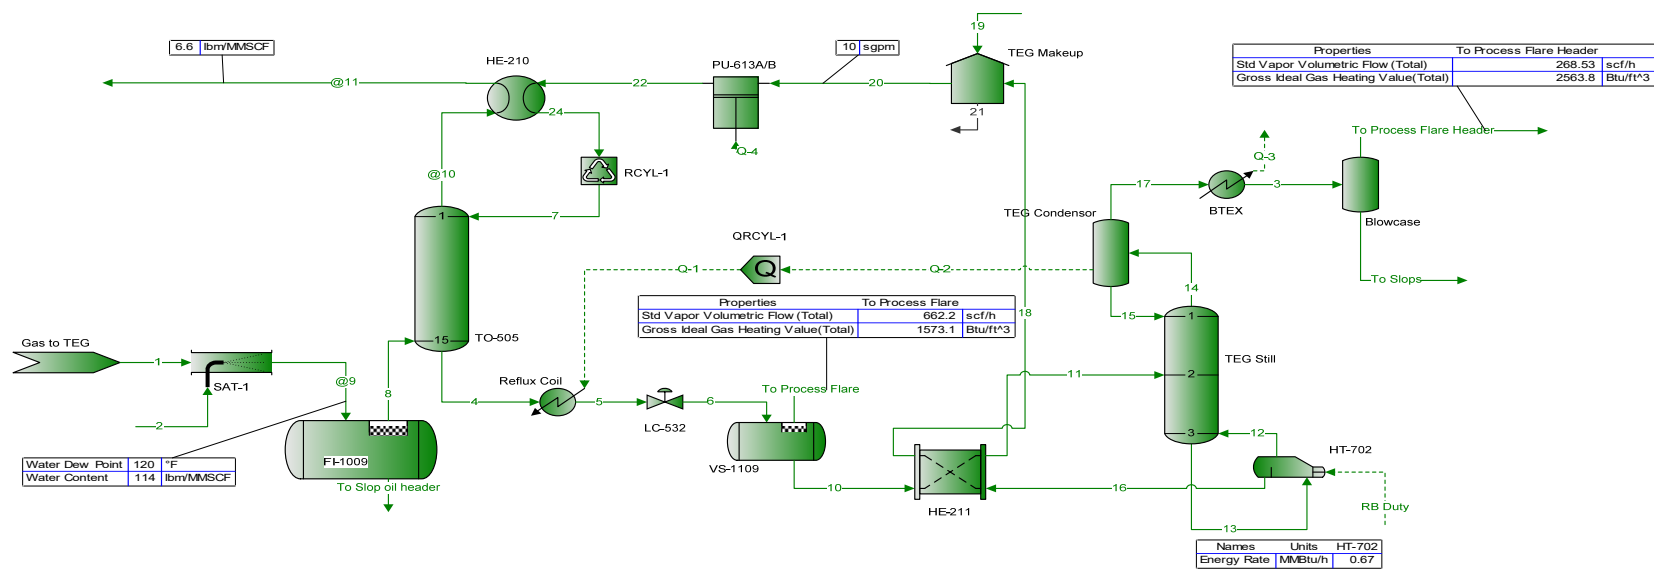 19
6.6 lbm/MMSCF
10 sgpm
TEG Makeup
Properties To Process Flare Header
Std Vapor Volumetric Flow (Total) 268.53 scf/h
Gross Ideal Gas Heating Value(Total) 2563.8 Btu/ft^3
HE-210
PU-613A/B
@11
22
20
24
21
To Process Flare Header
Q-4
Q-3
@10
RCYL-1
17
3
BTEX
1
7
TEG Condensor
Blowcase
QRCYL-1
Q-1
Q
Q-2
To Slops
14
Properties To Process Flare
Std Vapor Volumetric Flow (Total) 662.2 scf/h
Gross Ideal Gas Heating Value(Total) 1573.1 Btu/ft^3
18
15
1
Gas to TEG
15
TO-505
1
TEG Still
SAT-1
@9
8
Reflux Coil
To Process Flare
11
2
4
5
6
2
LC-532
12
3
HT-702
FI-1009
VS-1109
Water Dew Point 120 °F
Water Content 114 lbm/MMSCF
To Slop oil header
10
16
HE-211
RB Duty
13
Names Units HT-702
Energy Rate MMBtu/h 0.67